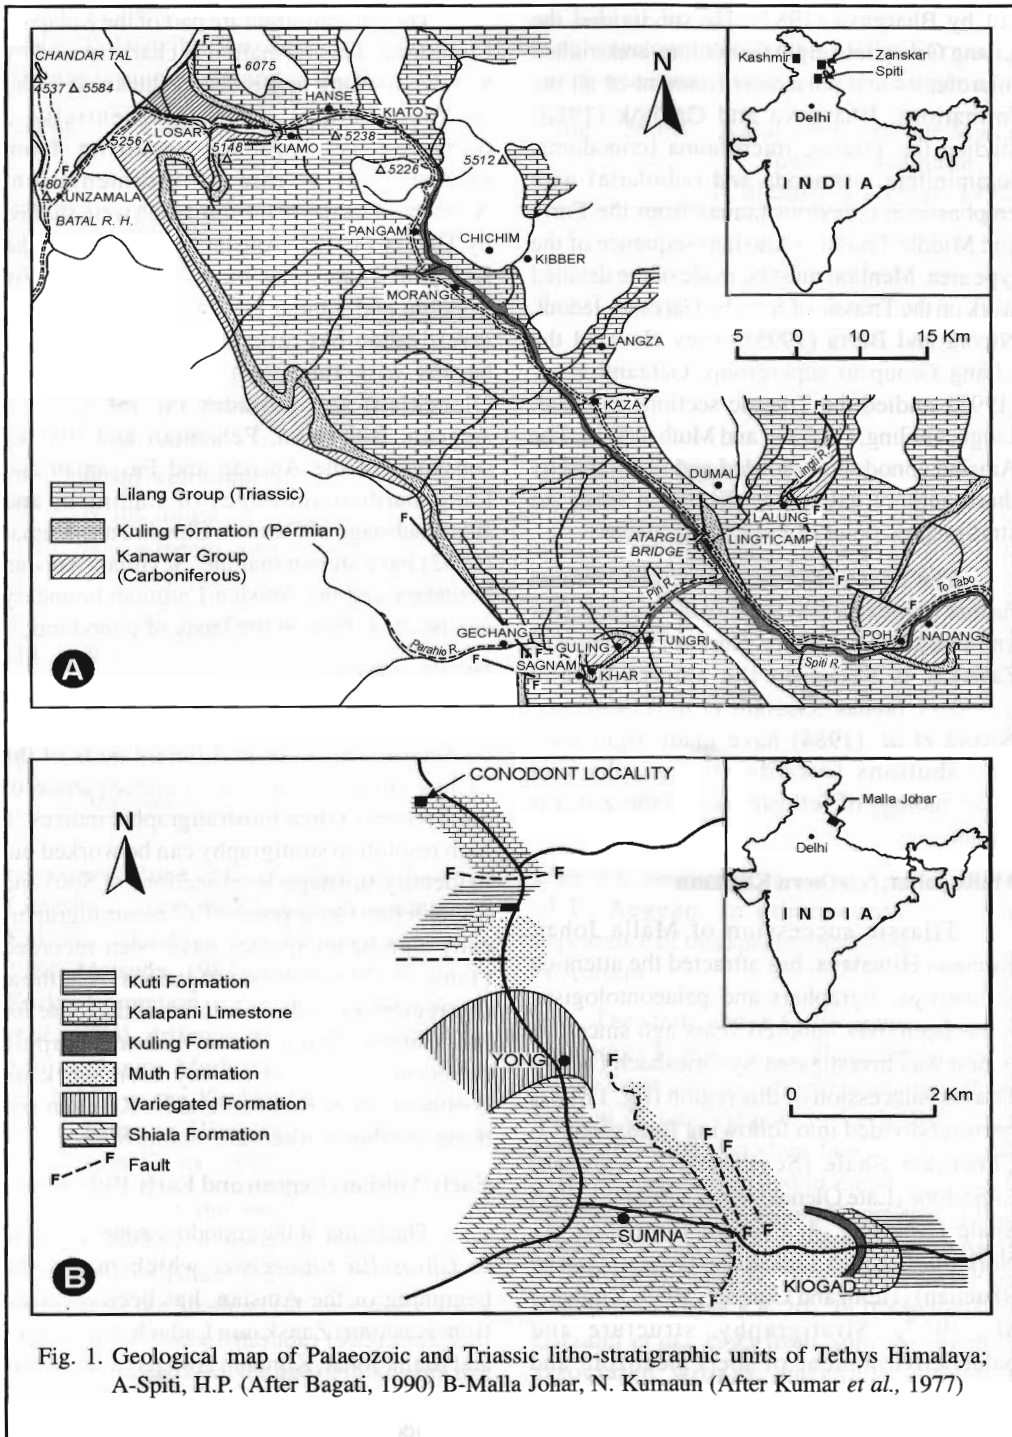 F
CHANDAR TAL
6075
4537 5584
HANSE
KIATO
LOSAR
5256
5148
KIAMO
5238
5226
5512
F
4807
KUNZAMALA
BATAL R. H.
PANGAM
CHICHIM
KIBBER
MORANG
LANGZA
KAZA
N
Kashmir
Zanskar
Spiti
Delhi
I N D I A
5 0 10 15 Km
Lilang Group (Triassic)
Kuling Formation (Permian)
Kanawar Group
(Carboniferous)
F
F
DUMAL
Lingti R.
LALUNG
F
LINGTICAMP
ATARGU
BRIDGE
F
Pin R.
To Tabo
F
GECHANG
Parahio R.
F
F
F
GULING
TUNGRI
SAGNAM
KHAR
F
POH
NADANG
Spiti R.
A
CONODONT LOCALITY
N
F
F
Malla Johar
Delhi
I N D I A
Kuti Formation
Kalapani Limestone
Kuling Formation
Muth Formation
Variegated Formation
Shiala Formation
F
F
Fault
YONG
F
0 2 Km
F
F
SUMNA
F
F
KIOGAD
F
B
Fig. 1. Geological maps of Palaeozoic and Triassic litho-stratigraphic units of Tethys Himalaya;
A-Spiti, H.P. (After Bagati, 1990) B-Malla Johar, N. Kumaun (After Kumar et al., 1977)